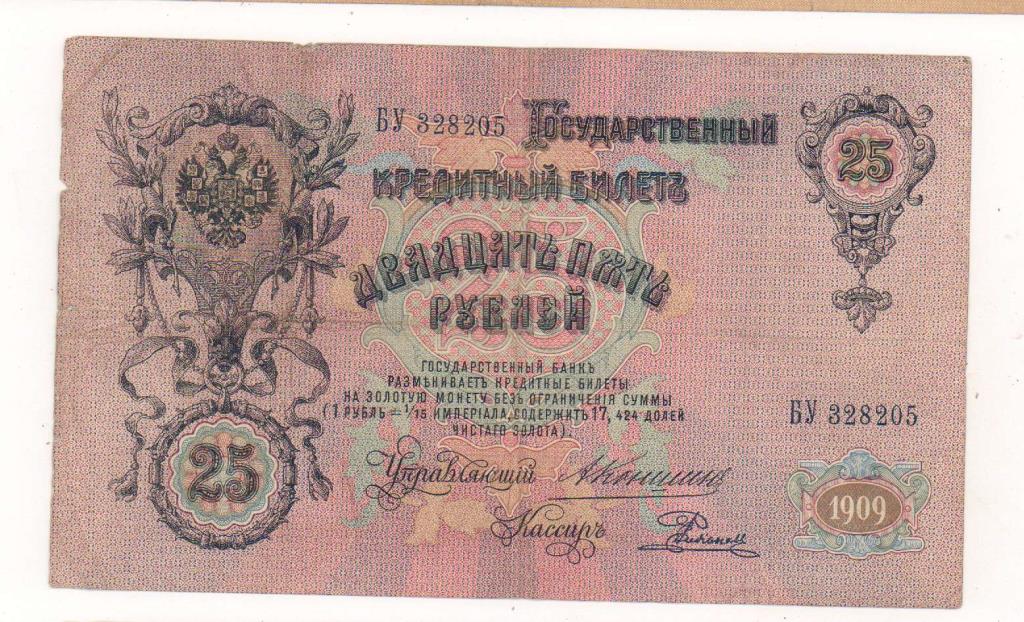 БУ 328205 Государственный
25
кредитный билетъ
двадцать пять
рублей
ГОСУДАРСТВЕННЫЙ БАНКЪ
РАЗМѢНИВАЕТЪ КРЕДИТНЫЕ БИЛЕТЫ
НА ЗОЛОТУЮ МОНЕТУ БЕЗЪ ОГРАНИЧЕНІЯ СУММЫ
(1 РУБЛЬ = 1/15 ИМПЕРІАЛА, СОДЕРЖИТЪ 17, 424 ДОЛЕЙ
ЧИСТАГО ЗОЛОТА).
БУ 328205
25
Управляющій
А Коншинъ
Кассиръ
1909